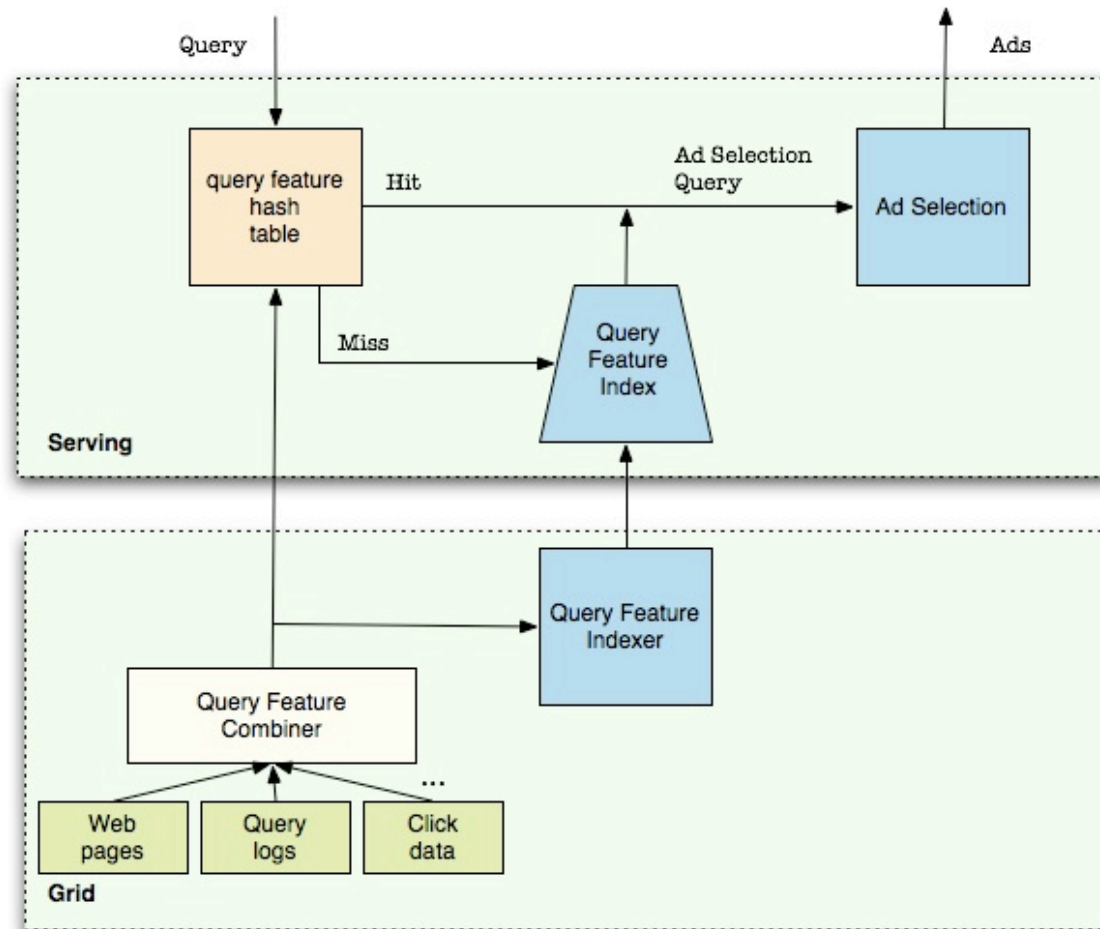 Query
Ads
query feature
hash
table
Hit
Ad Selection
Query
Ad Selection
Miss
Query
Feature
Index
Serving
Query Feature
Indexer
Query Feature
Combiner
...
Web
pages
Query
logs
Click
data
Grid